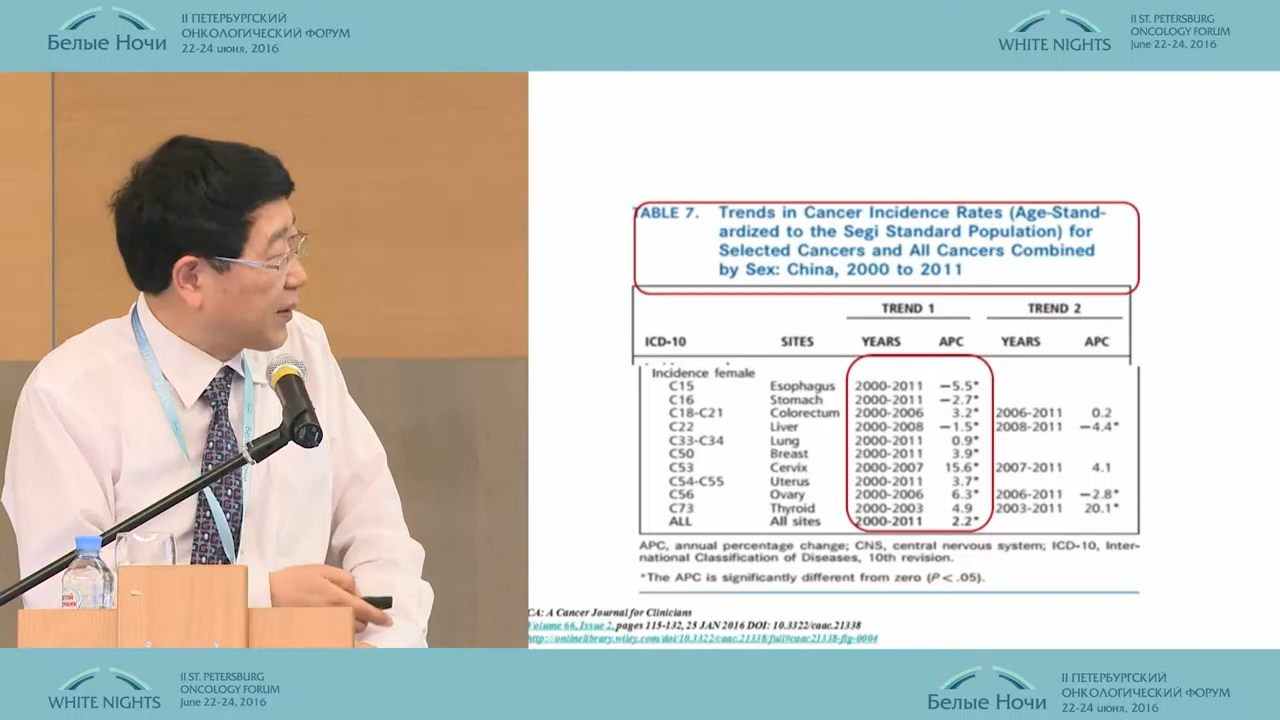 Белые Ночи
II ПЕТЕРБУРГСКИЙ
ОНКОЛОГИЧЕСКИЙ ФОРУМ
22-24 июня, 2016
WHITE NIGHTS
II ST. PETERSBURG
ONCOLOGY FORUM
June 22-24, 2016
TABLE 7. Trends in Cancer Incidence Rates (Age-Stand-
ardized to the Segi Standard Population) for
Selected Cancers and All Cancers Combined
by Sex: China, 2000 to 2011
TREND 1 TREND 2
ICD-10 SITES YEARS APC YEARS APC
Incidence female
C15 Esophagus 2000-2011 −5.5*
C16 Stomach 2000-2011 −2.7*
C18-C21 Colorectum 2000-2006 3.2* 2006-2011 0.2
C22 Liver 2000-2008 −1.5* 2008-2011 −4.4*
C33-C34 Lung 2000-2011 0.9*
C50 Breast 2000-2011 3.9*
C53 Cervix 2000-2007 15.6* 2007-2011 4.1
C54-C55 Uterus 2000-2011 3.7*
C56 Ovary 2000-2006 6.3* 2006-2011 −2.8*
C73 Thyroid 2000-2003 4.9 2003-2011 20.1*
ALL All sites 2000-2011 2.2*
APC, annual percentage change; CNS, central nervous system; ICD-10, Inter-
national Classification of Diseases, 10th revision.
*The APC is significantly different from zero (P < .05).
CA: A Cancer Journal for Clinicians
Volume 66, Issue 2, pages 115-132, 25 JAN 2016 DOI: 10.3322/caac.21338
http://onlinelibrary.wiley.com/doi/10.3322/caac.21338/full#caac21338-fig-0004
WHITE NIGHTS
II ST. PETERSBURG
ONCOLOGY FORUM
June 22-24, 2016
Белые Ночи
II ПЕТЕРБУРГСКИЙ
ОНКОЛОГИЧЕСКИЙ ФОРУМ
22-24 июня, 2016